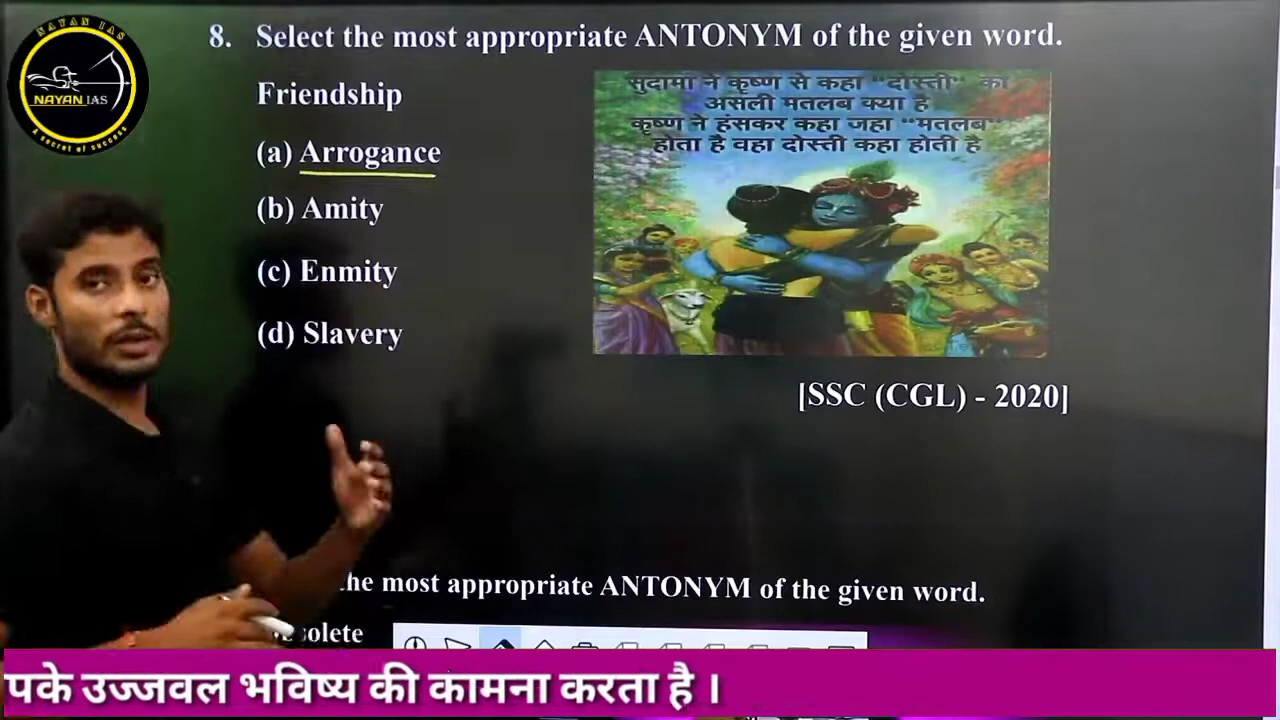 NAYAN IAS
NAYAN IAS
A secret of success
8. Select the most appropriate ANTONYM of the given word.
Friendship
(a) Arrogance
(b) Amity
(c) Enmity
(d) Slavery
सुदामा ने कृष्ण से कहा "दोस्ती" का
असली मतलब क्या है
कृष्ण ने हंसकर कहा जहा "मतलब"
होता है वहा दोस्ती कहा होती है
[SSC (CGL) - 2020]
the most appropriate ANTONYM of the given word.
पके उज्जवल भविष्य की कामना करता है ।